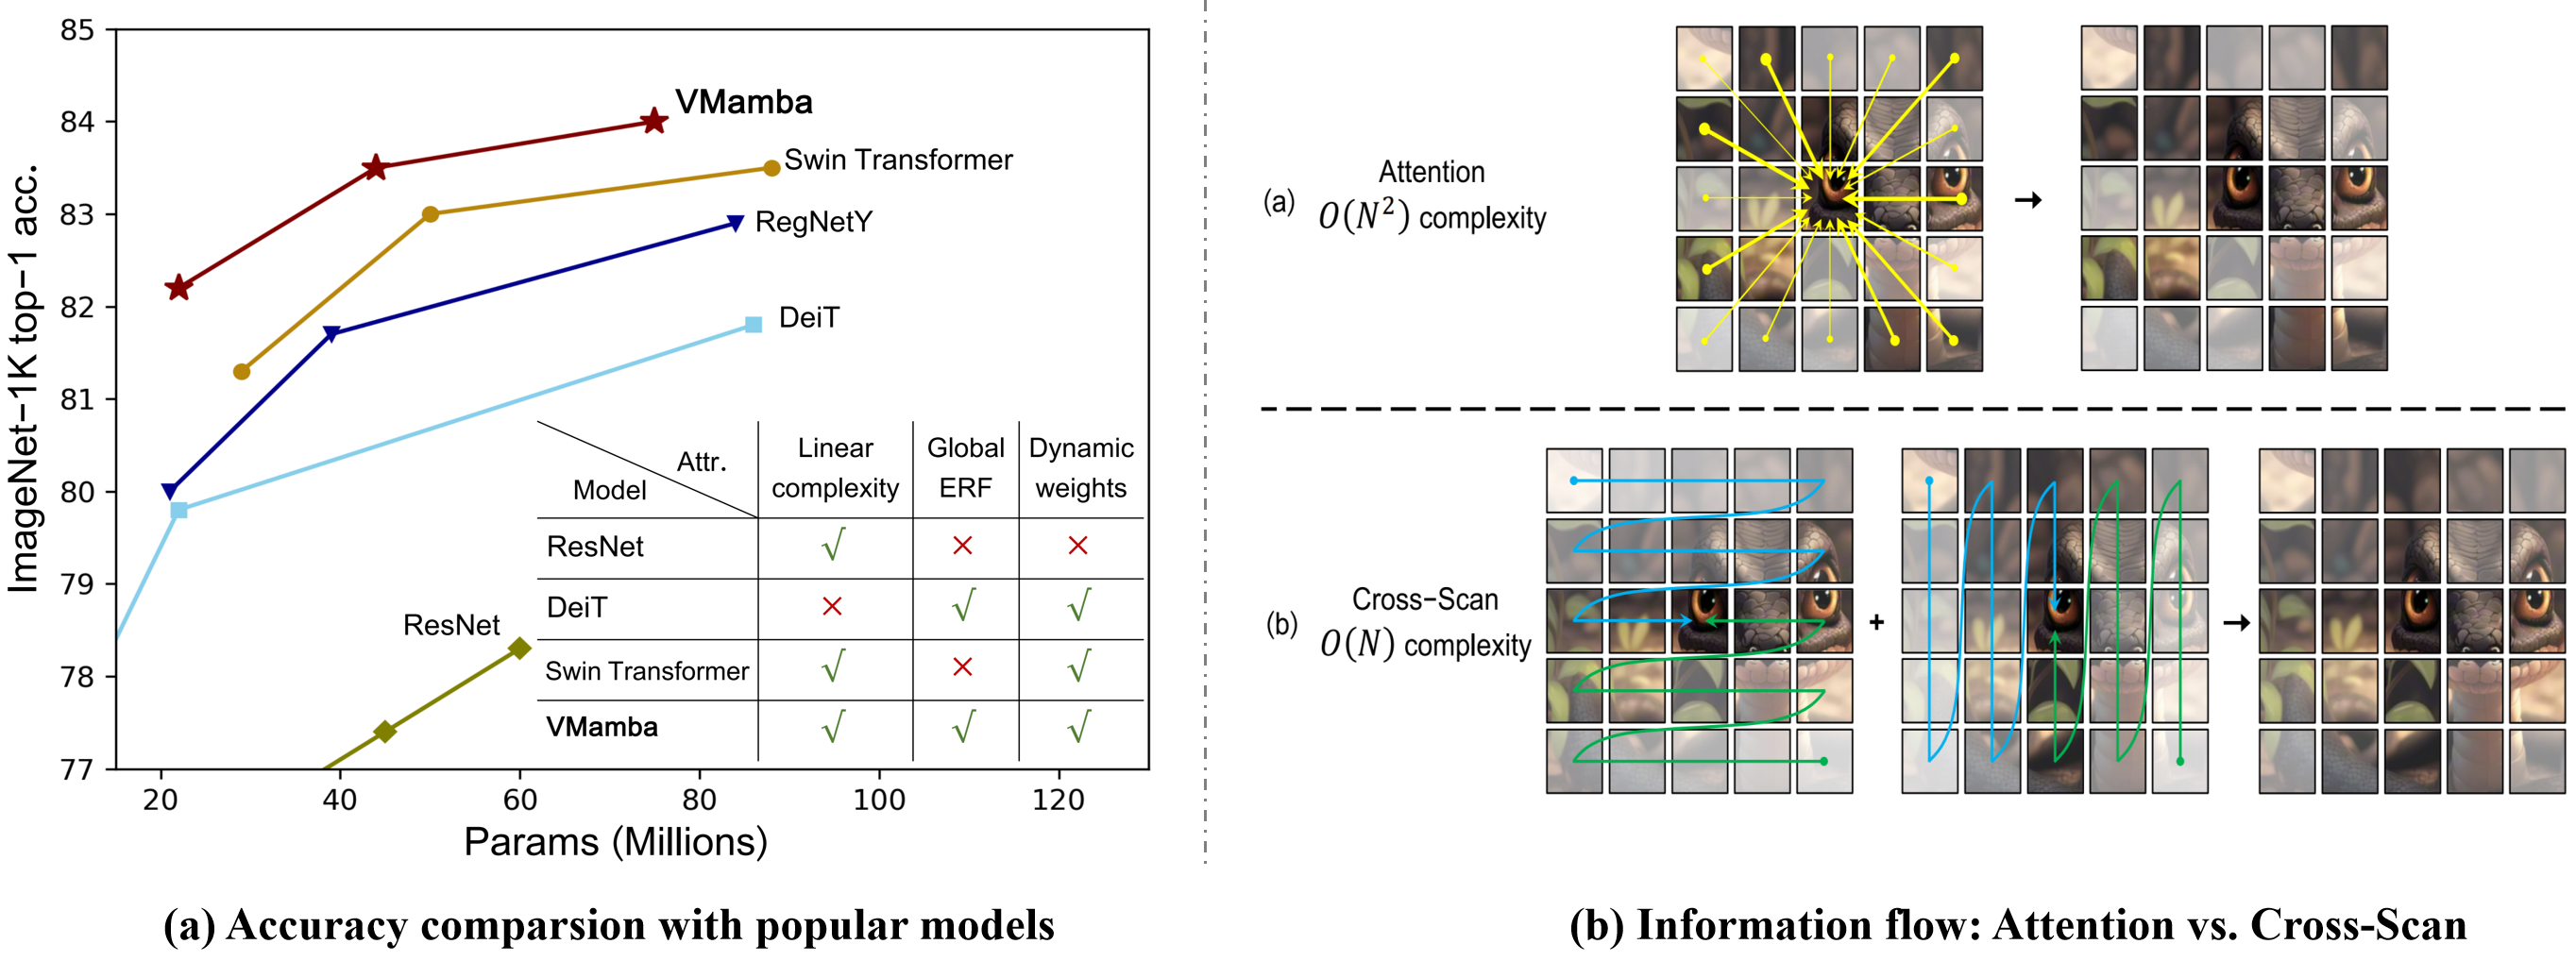 85
84
83
82
81
80
79
78
77
ImageNet-1K top-1 acc.
20 40 60 80 100 120
Params (Millions)
VMamba
Swin Transformer
RegNetY
DeiT
ResNet
Attr.
Model
Linear complexity
Global ERF
Dynamic weights
ResNet √ × ×
DeiT × √ √
Swin Transformer √ × √
VMamba √ √ √
(a) Accuracy comparsion with popular models
(a)
Attention
O(N²) complexity
→
(b)
Cross-Scan
O(N) complexity
+ →
(b) Information flow: Attention vs. Cross-Scan